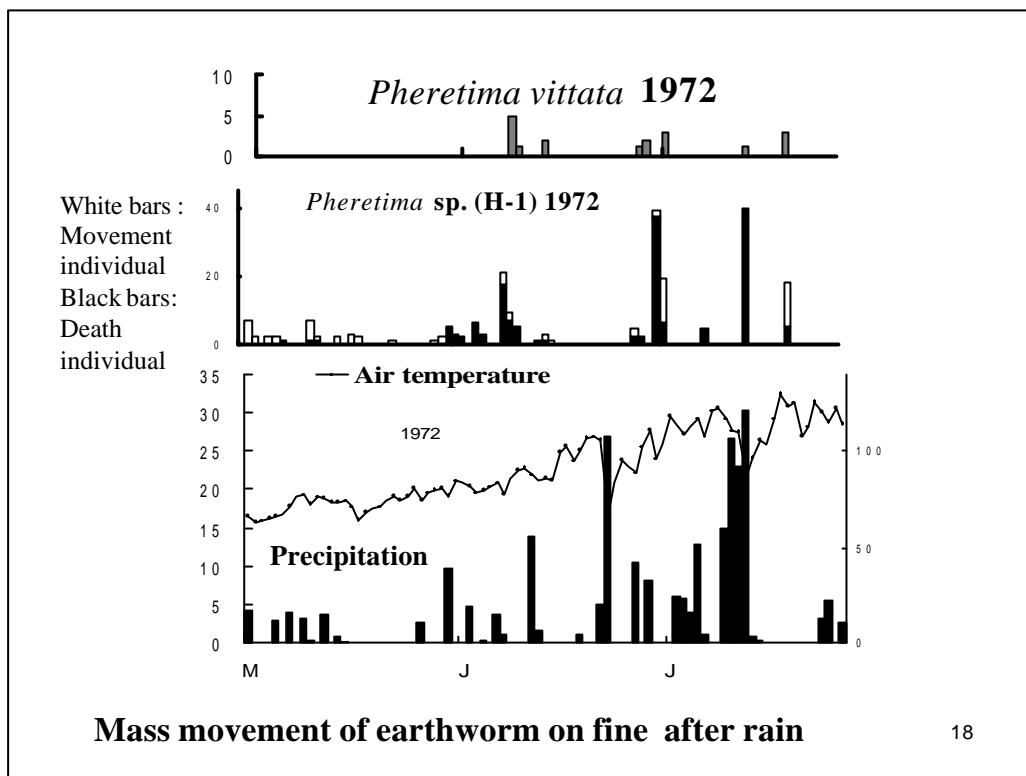 10
Pheretima vittata 1972
5
0
White bars :
Movement
individual
Black bars:
Death
individual
40
Pheretima sp. (H-1) 1972
20
0
35
Air temperature
30
1972
100
25
20
15
Precipitation
50
10
5
0
0
M J J
Mass movement of earthworm on fine after rain
18